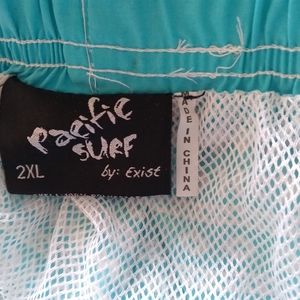 Pacific
SURF
2XL by: Exist
MADE IN CHINA